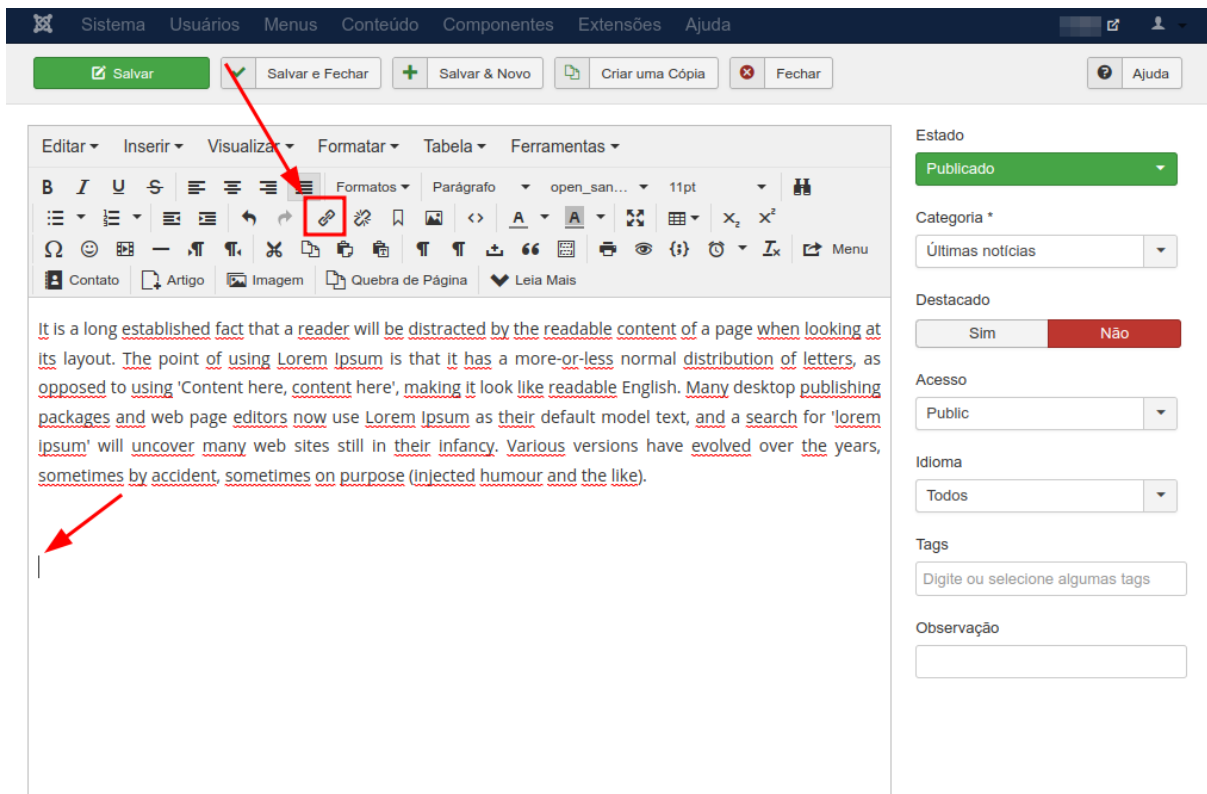 Sistema Usuários Menus Conteúdo Componentes Extensões Ajuda
Salvar Salvar e Fechar Salvar & Novo Criar uma Cópia Fechar Ajuda
Editar Inserir Visualizar Formatar Tabela Ferramentas
B I U S Formatos Parágrafo open_san... 11pt
A A X₂ X²
Ω Menu
Contato Artigo Imagem Quebra de Página Leia Mais
It is a long established fact that a reader will be distracted by the readable content of a page when looking at
its layout. The point of using Lorem Ipsum is that it has a more-or-less normal distribution of letters, as
opposed to using 'Content here, content here', making it look like readable English. Many desktop publishing
packages and web page editors now use Lorem Ipsum as their default model text, and a search for 'lorem
ipsum' will uncover many web sites still in their infancy. Various versions have evolved over the years,
sometimes by accident, sometimes on purpose (injected humour and the like).
Estado
Publicado
Categoria *
Últimas notícias
Destacado
Sim Não
Acesso
Public
Idioma
Todos
Tags
Digite ou selecione algumas tags
Observação